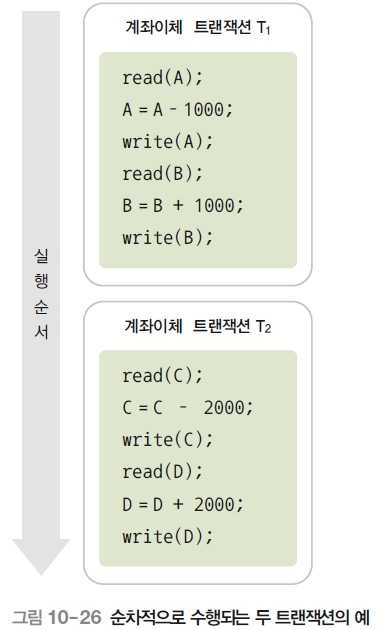 계좌이체 트랜잭션 T₁
read(A);
A = A - 1000;
write(A);
read(B);
B = B + 1000;
write(B);
실
행
순
서
계좌이체 트랜잭션 T₂
read(C);
C = C - 2000;
write(C);
read(D);
D = D + 2000;
write(D);
그림 10-26 순차적으로 수행되는 두 트랜잭션의 예